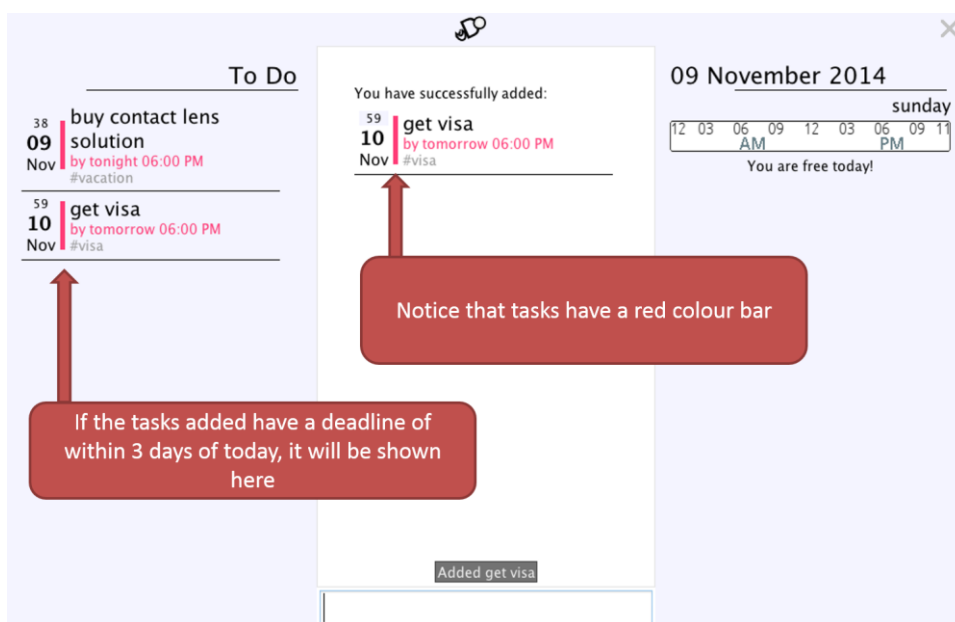 To Do
38
09
Nov
buy contact lens
solution
by tonight 06:00 PM
#vacation
59
10
Nov
get visa
by tomorrow 06:00 PM
#visa
If the tasks added have a deadline of
within 3 days of today, it will be shown
here
You have successfully added:
59
10
Nov
get visa
by tomorrow 06:00 PM
#visa
Notice that tasks have a red colour bar
Added get visa
09 November 2014
sunday
12 03 06 09 12 03 06 09 11
AM PM
You are free today!